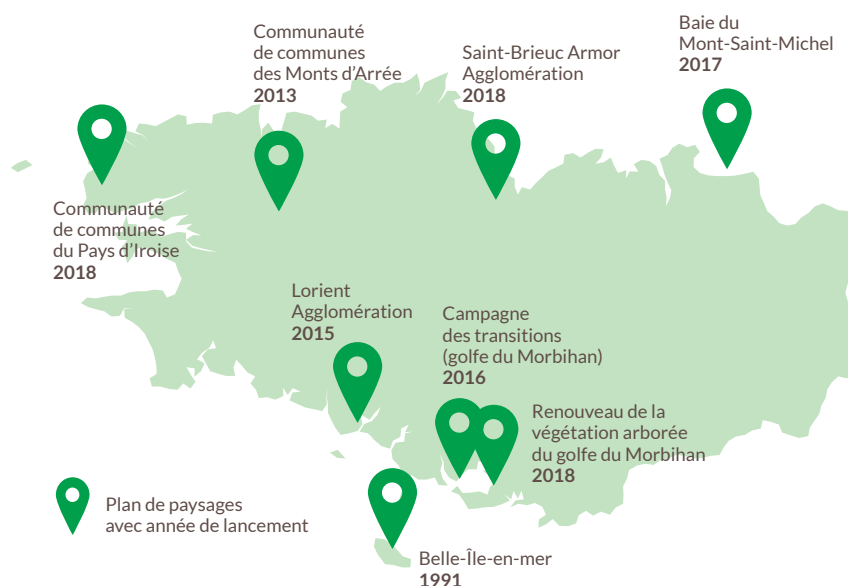 Communauté
de communes
des Monts d'Arrée
2013
Saint-Brieuc Armor
Agglomération
2018
Baie du
Mont-Saint-Michel
2017
Communauté
de communes
du Pays d'Iroise
2018
Lorient
Agglomération
2015
Campagne
des transitions
(golfe du Morbihan)
2016
Renouveau de la
végétation arborée
du golfe du Morbihan
2018
Plan de paysages
avec année de lancement
Belle-Île-en-mer
1991